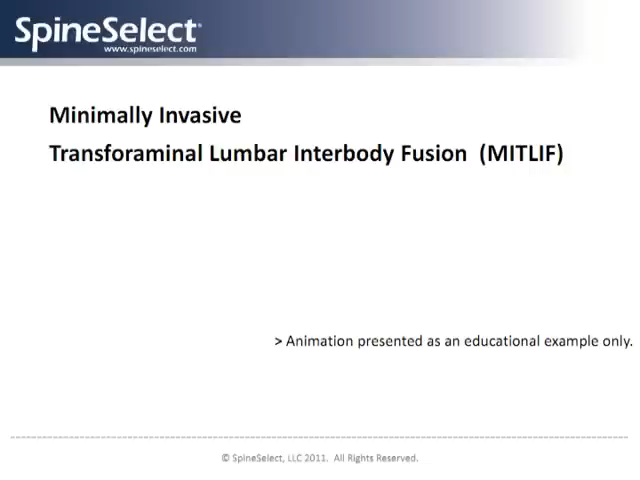 SpineSelect®
www.spineselect.com
Minimally Invasive
Transforaminal Lumbar Interbody Fusion (MITLIF)
> Animation presented as an educational example only.
© SpineSelect, LLC 2011. All Rights Reserved.